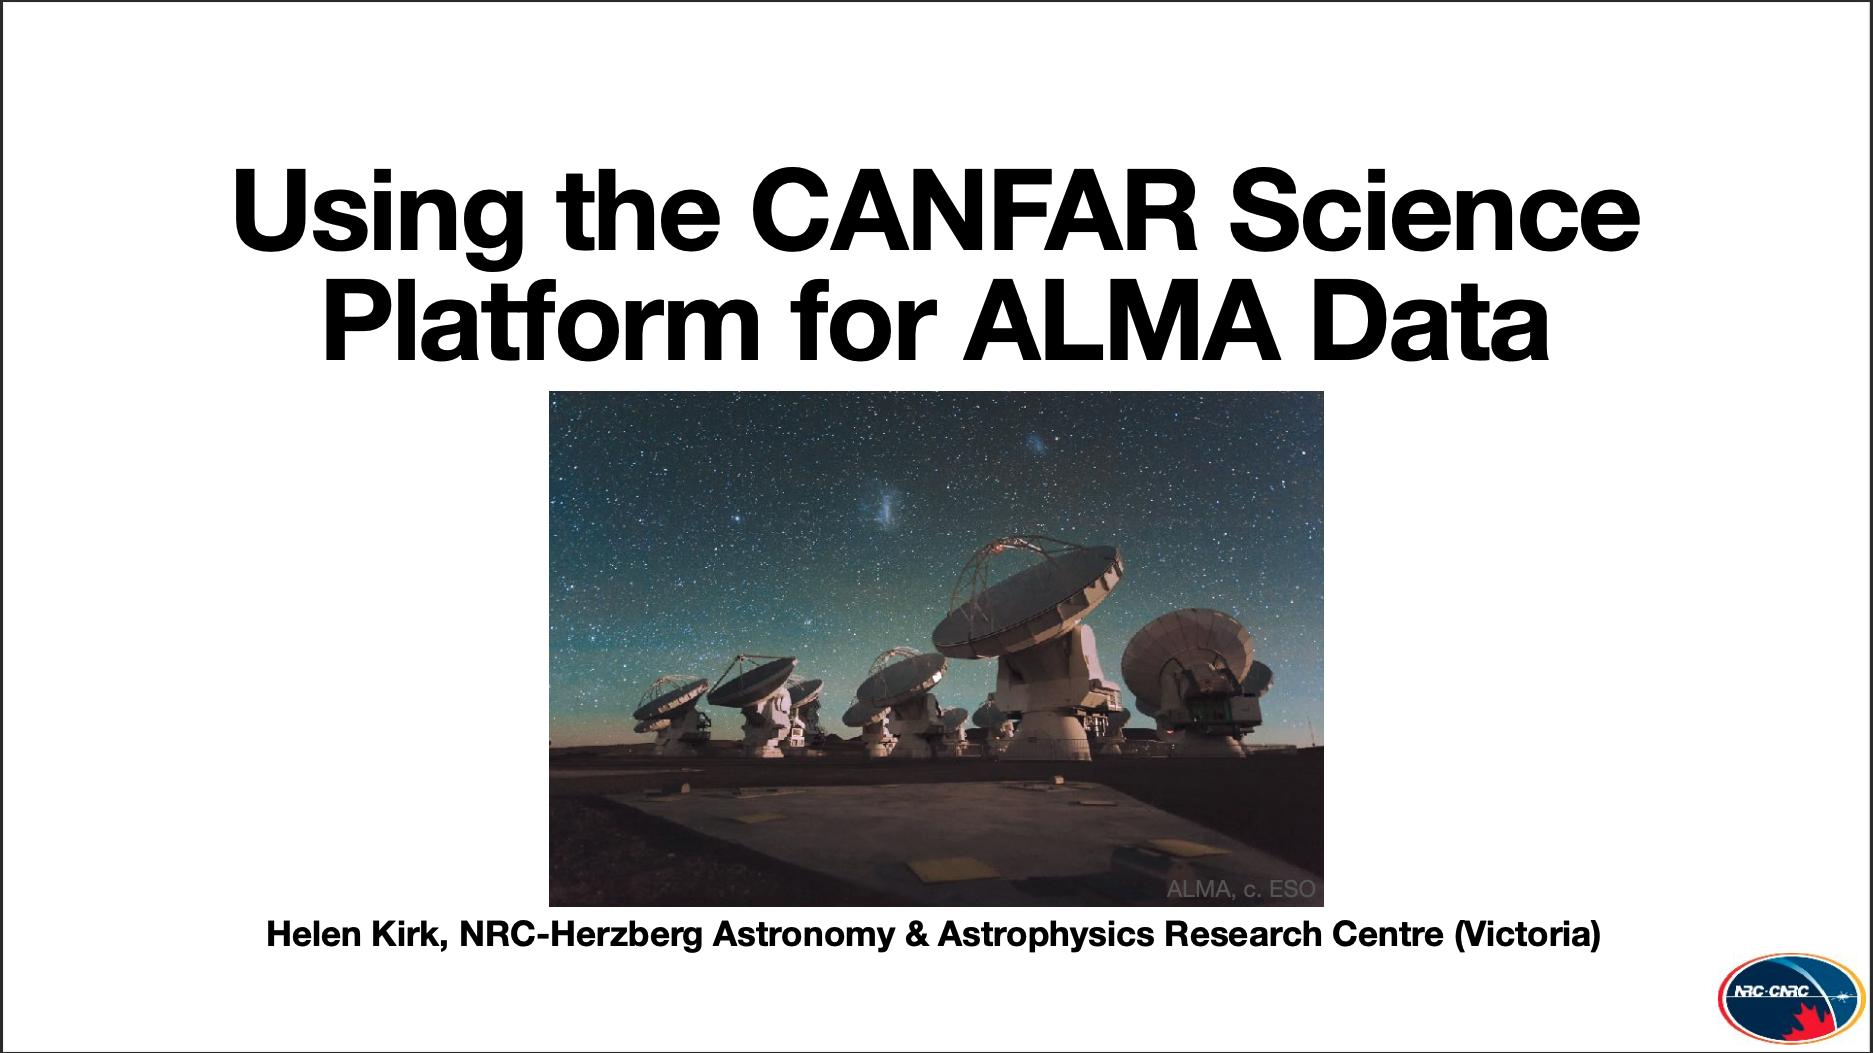 Using the CANFAR Science
Platform for ALMA Data
ALMA, c. ESO
Helen Kirk, NRC-Herzberg Astronomy & Astrophysics Research Centre (Victoria)
NRC·CNRC